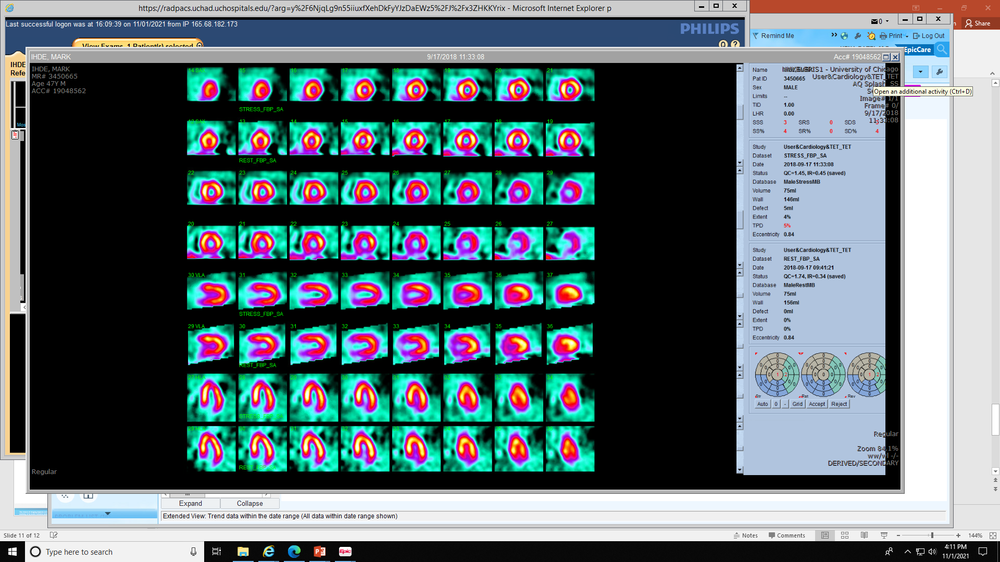 https://radpacs.uchad.uchospitals.edu/?arg=y%2F6NjqLg9n55iiuxfXehDkFyYJzDaEWz5%2FJ%2Fx3ZHKKYrix - Microsoft Internet Explorer p
Last successful logon was at 16:09:39 on 11/01/2021 from IP 165.68.182.173
PHILIPS
View Exams 1 Patient(s) selected
0
Share
Remind Me
Print
Log Out
EpicCare
IHDE
Refe
Mos
IHDE, MARK
9/17/2018 11:33:08
Acc# 19048562
IHDE, MARK
MR# 3450665
Age 47Y M
ACC# 19048562
14 SAX 15 16 17 18 19 20 21
STRESS_FBP_SA
12 SAX 13 14 15 16 17 18 19
REST_FBP_SA
22 23 24 25 26 27 28 29
20 21 22 23 24 25 26 27
30 VLA 31 32 33 34 35 36 37
STRESS_FBP_SA
29 VLA 30 31 32 33 34 35 36
REST_FBP_SA
27 HLA 28 29 30 31 32 33 34
STRESS_FBP_SA
29 HLA 30 31 32 33 34 35 36
REST_FBP_SA
Regular
Name
1 - University of Chicago
User&Cardiology&TET_TET
AQ Splash SS
Open an additional activity (Ctrl+D)
Image# 1/1
Frame# 0/
9/17/2018
11:33:08
Pat ID 3450665
Sex MALE
Limits --
TID 1.00
LHR 0.00
SSS 3 SRS 0 SDS 3
SS% 4 SR% 0 SD% 4
Study User&Cardiology&TET_TET
Dataset STRESS_FBP_SA
Date 2018-09-17 11:33:08
Status QC=1.45, IR=0.45 (saved)
Database MaleStressMB
Volume 75ml
Wall 146ml
Defect 5ml
Extent 4%
TPD 5%
Eccentricity 0.84
Study User&Cardiology&TET_TET
Dataset REST_FBP_SA
Date 2018-09-17 09:41:21
Status QC=1.74, IR=0.34 (saved)
Database MaleRestMB
Volume 75ml
Wall 156ml
Defect 0ml
Extent 0%
TPD 0%
Eccentricity 0.84
Str Rst Rev
Auto 0 - Grid Accept Reject
Regular
Zoom 84.1%
ww/wl -/-
DERIVED/SECONDARY
Expand Collapse
Extended View: Trend data within the date range (All data within date range shown)
Slide 11 of 12
Notes
Comments
144%
Type here to search
Epic
4:11 PM
11/1/2021